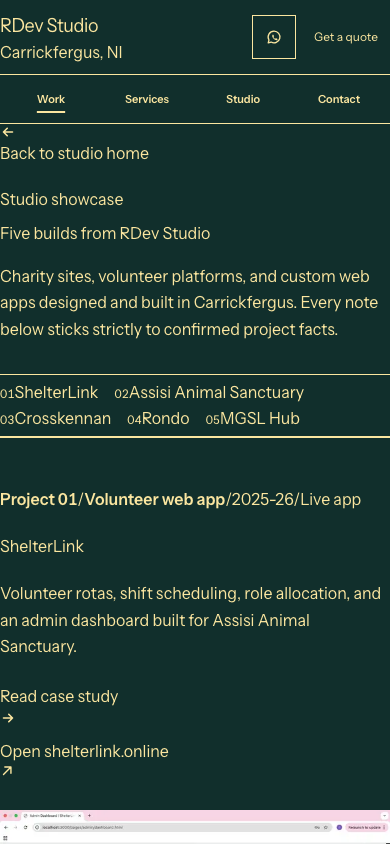 RDev Studio
Carrickfergus, NI
Get a quote
Work Services Studio Contact
Back to studio home
Studio showcase
Five builds from RDev Studio
Charity sites, volunteer platforms, and custom web
apps designed and built in Carrickfergus. Every note
below sticks strictly to confirmed project facts.
01ShelterLink 02Assisi Animal Sanctuary
03Crosskennan 04Rondo 05MGSL Hub
Project 01/Volunteer web app/2025-26/Live app
ShelterLink
Volunteer rotas, shift scheduling, role allocation, and
an admin dashboard built for Assisi Animal
Sanctuary.
Read case study
Open shelterlink.online